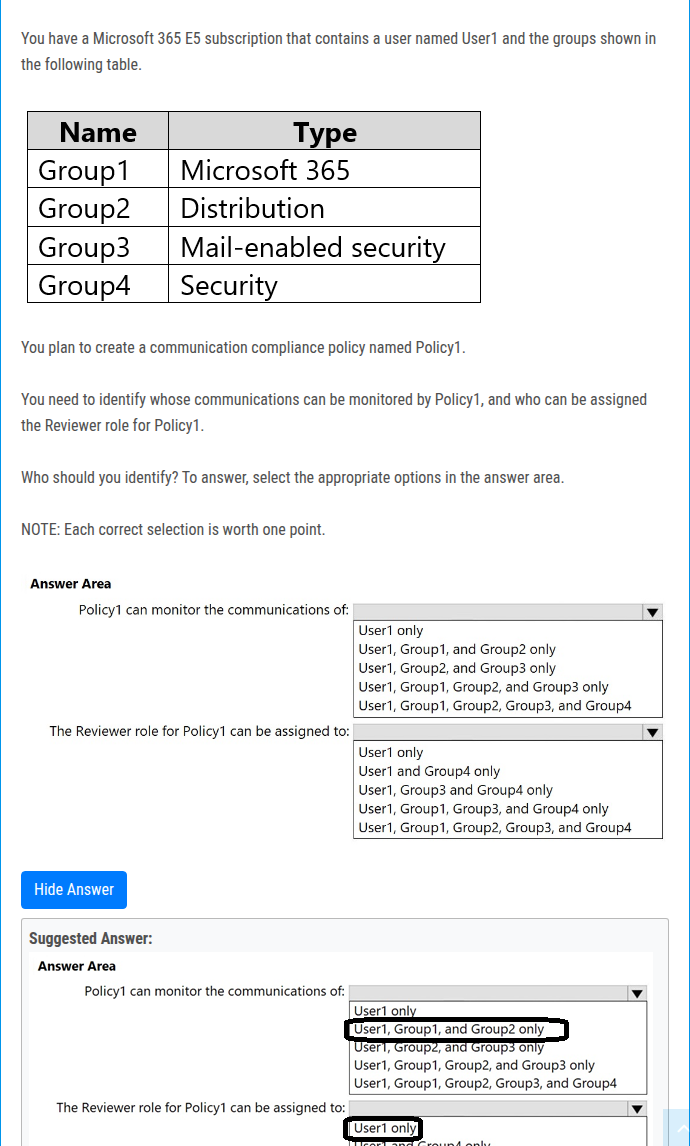 You have a Microsoft 365 E5 subscription that contains a user named User1 and the groups shown in
the following table.
Name Type
Group1 Microsoft 365
Group2 Distribution
Group3 Mail-enabled security
Group4 Security
You plan to create a communication compliance policy named Policy1.
You need to identify whose communications can be monitored by Policy1, and who can be assigned
the Reviewer role for Policy1.
Who should you identify? To answer, select the appropriate options in the answer area.
NOTE: Each correct selection is worth one point.
Answer Area
Policy1 can monitor the communications of:
User1 only
User1, Group1, and Group2 only
User1, Group2, and Group3 only
User1, Group1, Group2, and Group3 only
User1, Group1, Group2, Group3, and Group4
The Reviewer role for Policy1 can be assigned to:
User1 only
User1 and Group4 only
User1, Group3 and Group4 only
User1, Group1, Group3, and Group4 only
User1, Group1, Group2, Group3, and Group4
Hide Answer
Suggested Answer:
Answer Area
Policy1 can monitor the communications of:
User1 only
User1, Group1, and Group2 only
User1, Group2, and Group3 only
User1, Group1, Group2, and Group3 only
User1, Group1, Group2, Group3, and Group4
The Reviewer role for Policy1 can be assigned to:
User1 only
User1 and Group4 only